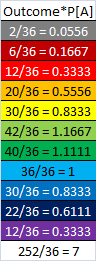 Outcome*P[A]
2/36 = 0.0556
6/36 = 0.1667
12/36 = 0.3333
20/36 = 0.5556
30/36 = 0.8333
42/36 = 1.1667
40/36 = 1.1111
36/36 = 1
30/36 = 0.8333
22/36 = 0.6111
12/36 = 0.3333
252/36 = 7